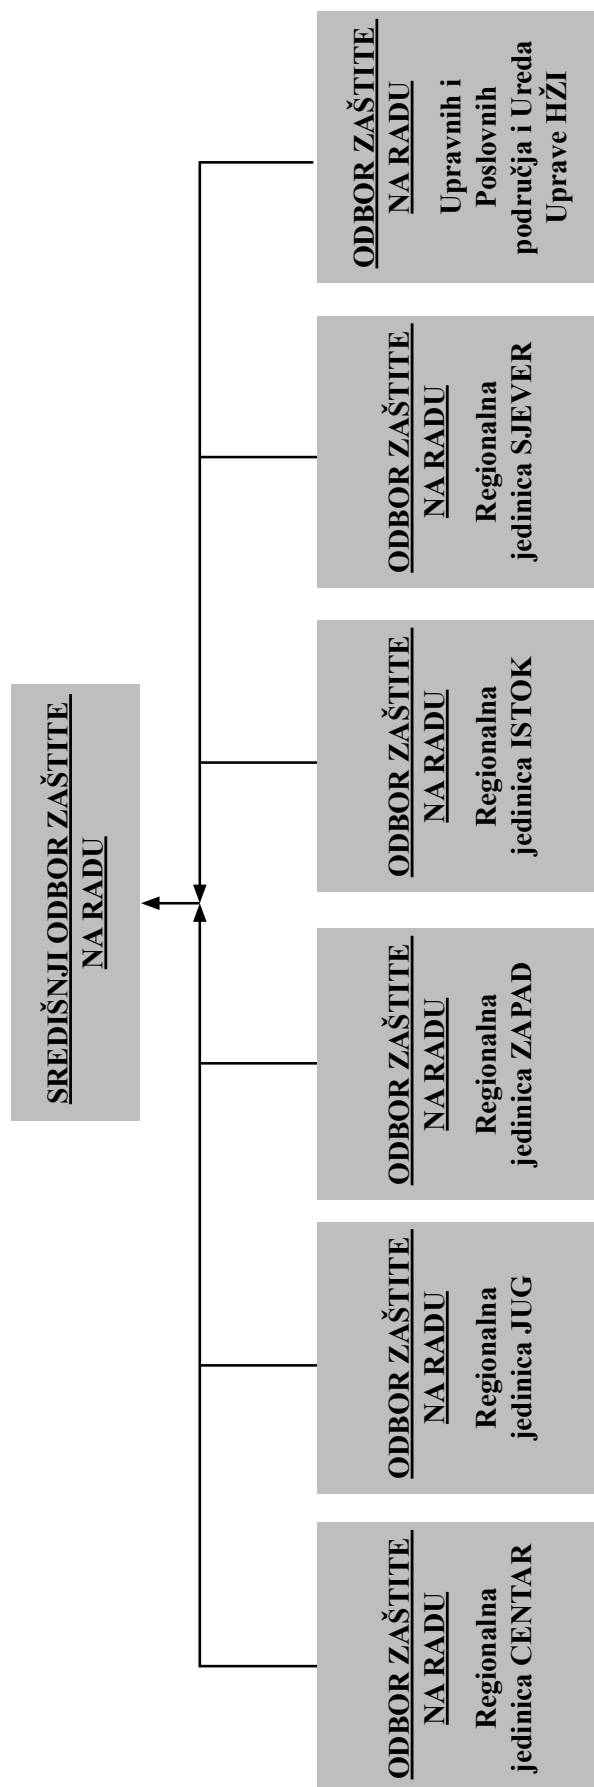 SREDIŠNJI ODBOR ZAŠTITE
NA RADU
ODBOR ZAŠTITE
NA RADU
Regionalna
jedinica CENTAR
ODBOR ZAŠTITE
NA RADU
Regionalna
jedinica JUG
ODBOR ZAŠTITE
NA RADU
Regionalna
jedinica ZAPAD
ODBOR ZAŠTITE
NA RADU
Regionalna
jedinica ISTOK
ODBOR ZAŠTITE
NA RADU
Regionalna
jedinica SJEVER
ODBOR ZAŠTITE
NA RADU
Upravnih i
Poslovnih
područja i Ureda
Uprave HŽI